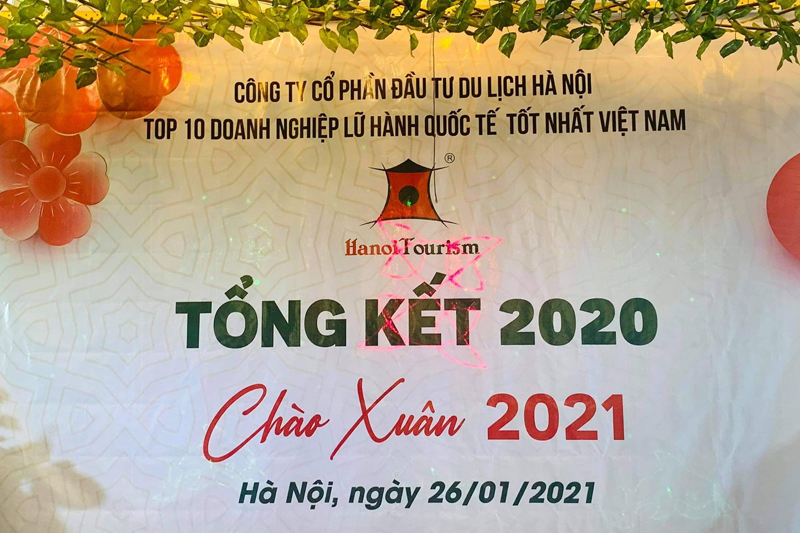 CÔNG TY CỔ PHẦN ĐẦU TƯ DU LỊCH HÀ NỘI
TOP 10 DOANH NGHIỆP LỮ HÀNH QUỐC TẾ TỐT NHẤT VIỆT NAM
®
HanoiTourism
TỔNG KẾT 2020
Chào Xuân 2021
Hà Nội, ngày 26/01/2021